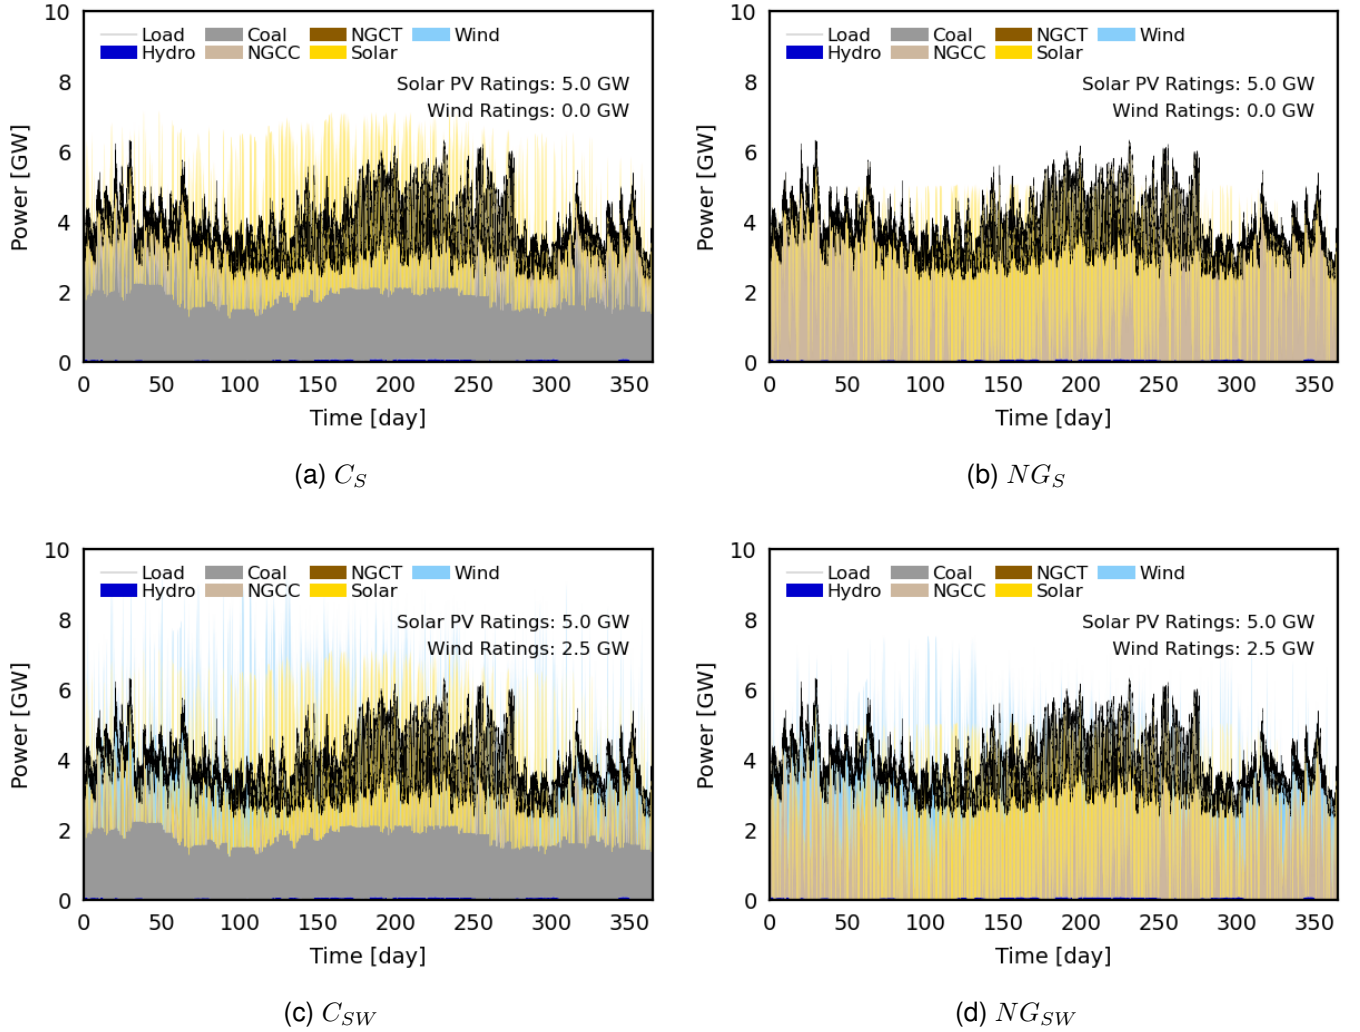 10
8
6
4
2
0
Power [GW]
Load Coal NGCT Wind
Hydro NGCC Solar
Solar PV Ratings: 5.0 GW
Wind Ratings: 0.0 GW
0 50 100 150 200 250 300 350
Time [day]
(a) C_S
10
8
6
4
2
0
Power [GW]
Load Coal NGCT Wind
Hydro NGCC Solar
Solar PV Ratings: 5.0 GW
Wind Ratings: 0.0 GW
0 50 100 150 200 250 300 350
Time [day]
(b) NG_S
10
8
6
4
2
0
Power [GW]
Load Coal NGCT Wind
Hydro NGCC Solar
Solar PV Ratings: 5.0 GW
Wind Ratings: 2.5 GW
0 50 100 150 200 250 300 350
Time [day]
(c) C_{SW}
10
8
6
4
2
0
Power [GW]
Load Coal NGCT Wind
Hydro NGCC Solar
Solar PV Ratings: 5.0 GW
Wind Ratings: 2.5 GW
0 50 100 150 200 250 300 350
Time [day]
(d) NG_{SW}